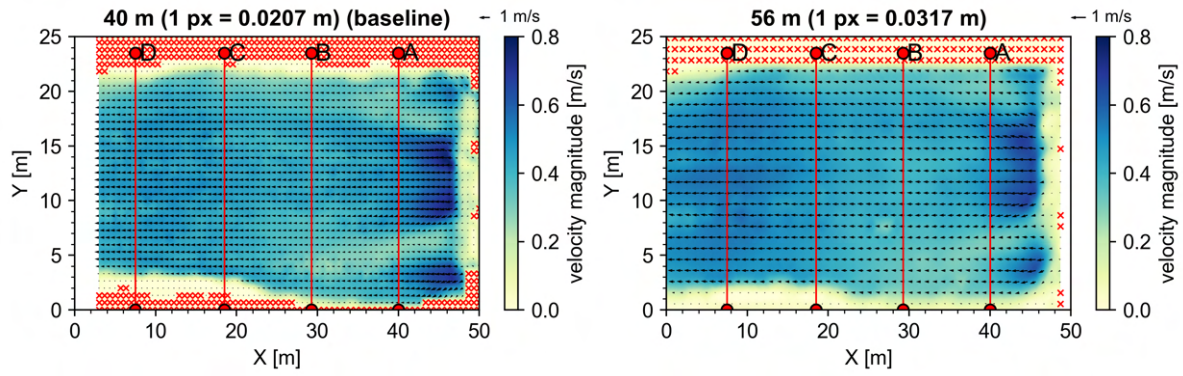 40 m (1 px = 0.0207 m) (baseline)
1 m/s
25
20
15
10
5
0
Y [m]
D
C
B
A
0
10
20
30
40
50
X [m]
0.8
0.6
0.4
0.2
0.0
velocity magnitude [m/s]
56 m (1 px = 0.0317 m)
1 m/s
25
20
15
10
5
0
Y [m]
D
C
B
A
0
10
20
30
40
50
X [m]
0.8
0.6
0.4
0.2
0.0
velocity magnitude [m/s]